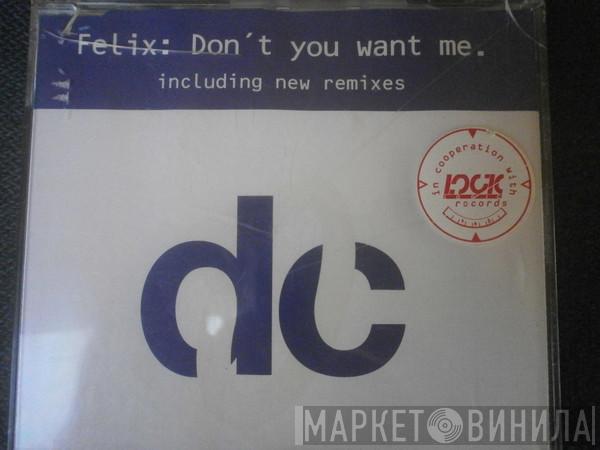 Felix: Don´t you want me.
including new remixes
in cooperation with
LOCK
records
dc
МАРКЕТ ВИНИЛА